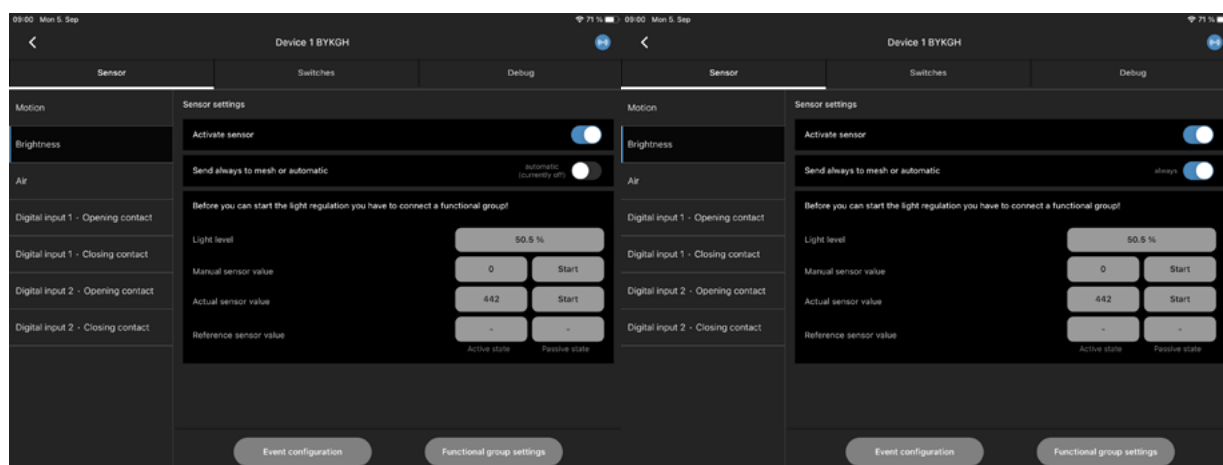 09:00 Mon 5. Sep
71 %
Device 1 BYKGH
Sensor
Switches
Debug
Motion
Brightness
Air
Digital input 1 - Opening contact
Digital input 1 - Closing contact
Digital input 2 - Opening contact
Digital input 2 - Closing contact
Sensor settings
Activate sensor
Send always to mesh or automatic
automatic
(currently off)
Before you can start the light regulation you have to connect a functional group!
Light level
50.5 %
Manual sensor value
0
Start
Actual sensor value
442
Start
Reference sensor value
-
-
Active state
Passive state
Event configuration
Functional group settings
09:00 Mon 5. Sep
71 %
Device 1 BYKGH
Sensor
Switches
Debug
Motion
Brightness
Air
Digital input 1 - Opening contact
Digital input 1 - Closing contact
Digital input 2 - Opening contact
Digital input 2 - Closing contact
Sensor settings
Activate sensor
Send always to mesh or automatic
always
Before you can start the light regulation you have to connect a functional group!
Light level
50.5 %
Manual sensor value
0
Start
Actual sensor value
442
Start
Reference sensor value
-
-
Active state
Passive state
Event configuration
Functional group settings